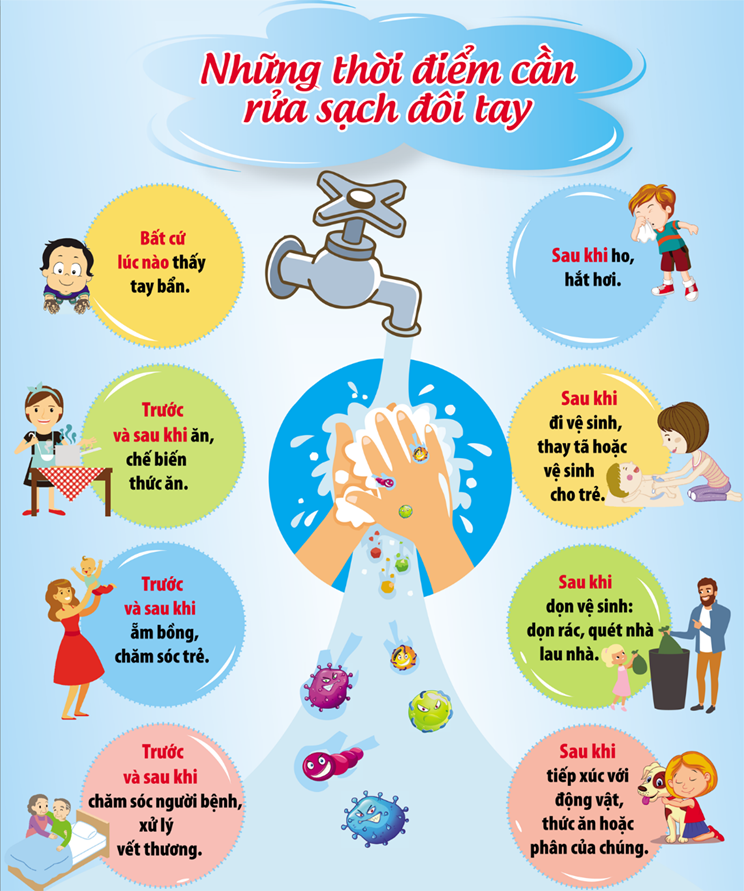 Những thời điểm cần
rửa sạch đôi tay
Bất cứ
lúc nào thấy
tay bẩn.
Trước
và sau khi ăn,
chế biến
thức ăn.
Trước
và sau khi
ẵm bồng,
chăm sóc trẻ.
Trước
và sau khi
chăm sóc người bệnh,
xử lý
vết thương.
Sau khi ho,
hắt hơi.
Sau khi
đi vệ sinh,
thay tã hoặc
vệ sinh
cho trẻ.
Sau khi
dọn vệ sinh:
dọn rác, quét nhà
lau nhà.
Sau khi
tiếp xúc với
động vật,
thức ăn hoặc
phân của chúng.